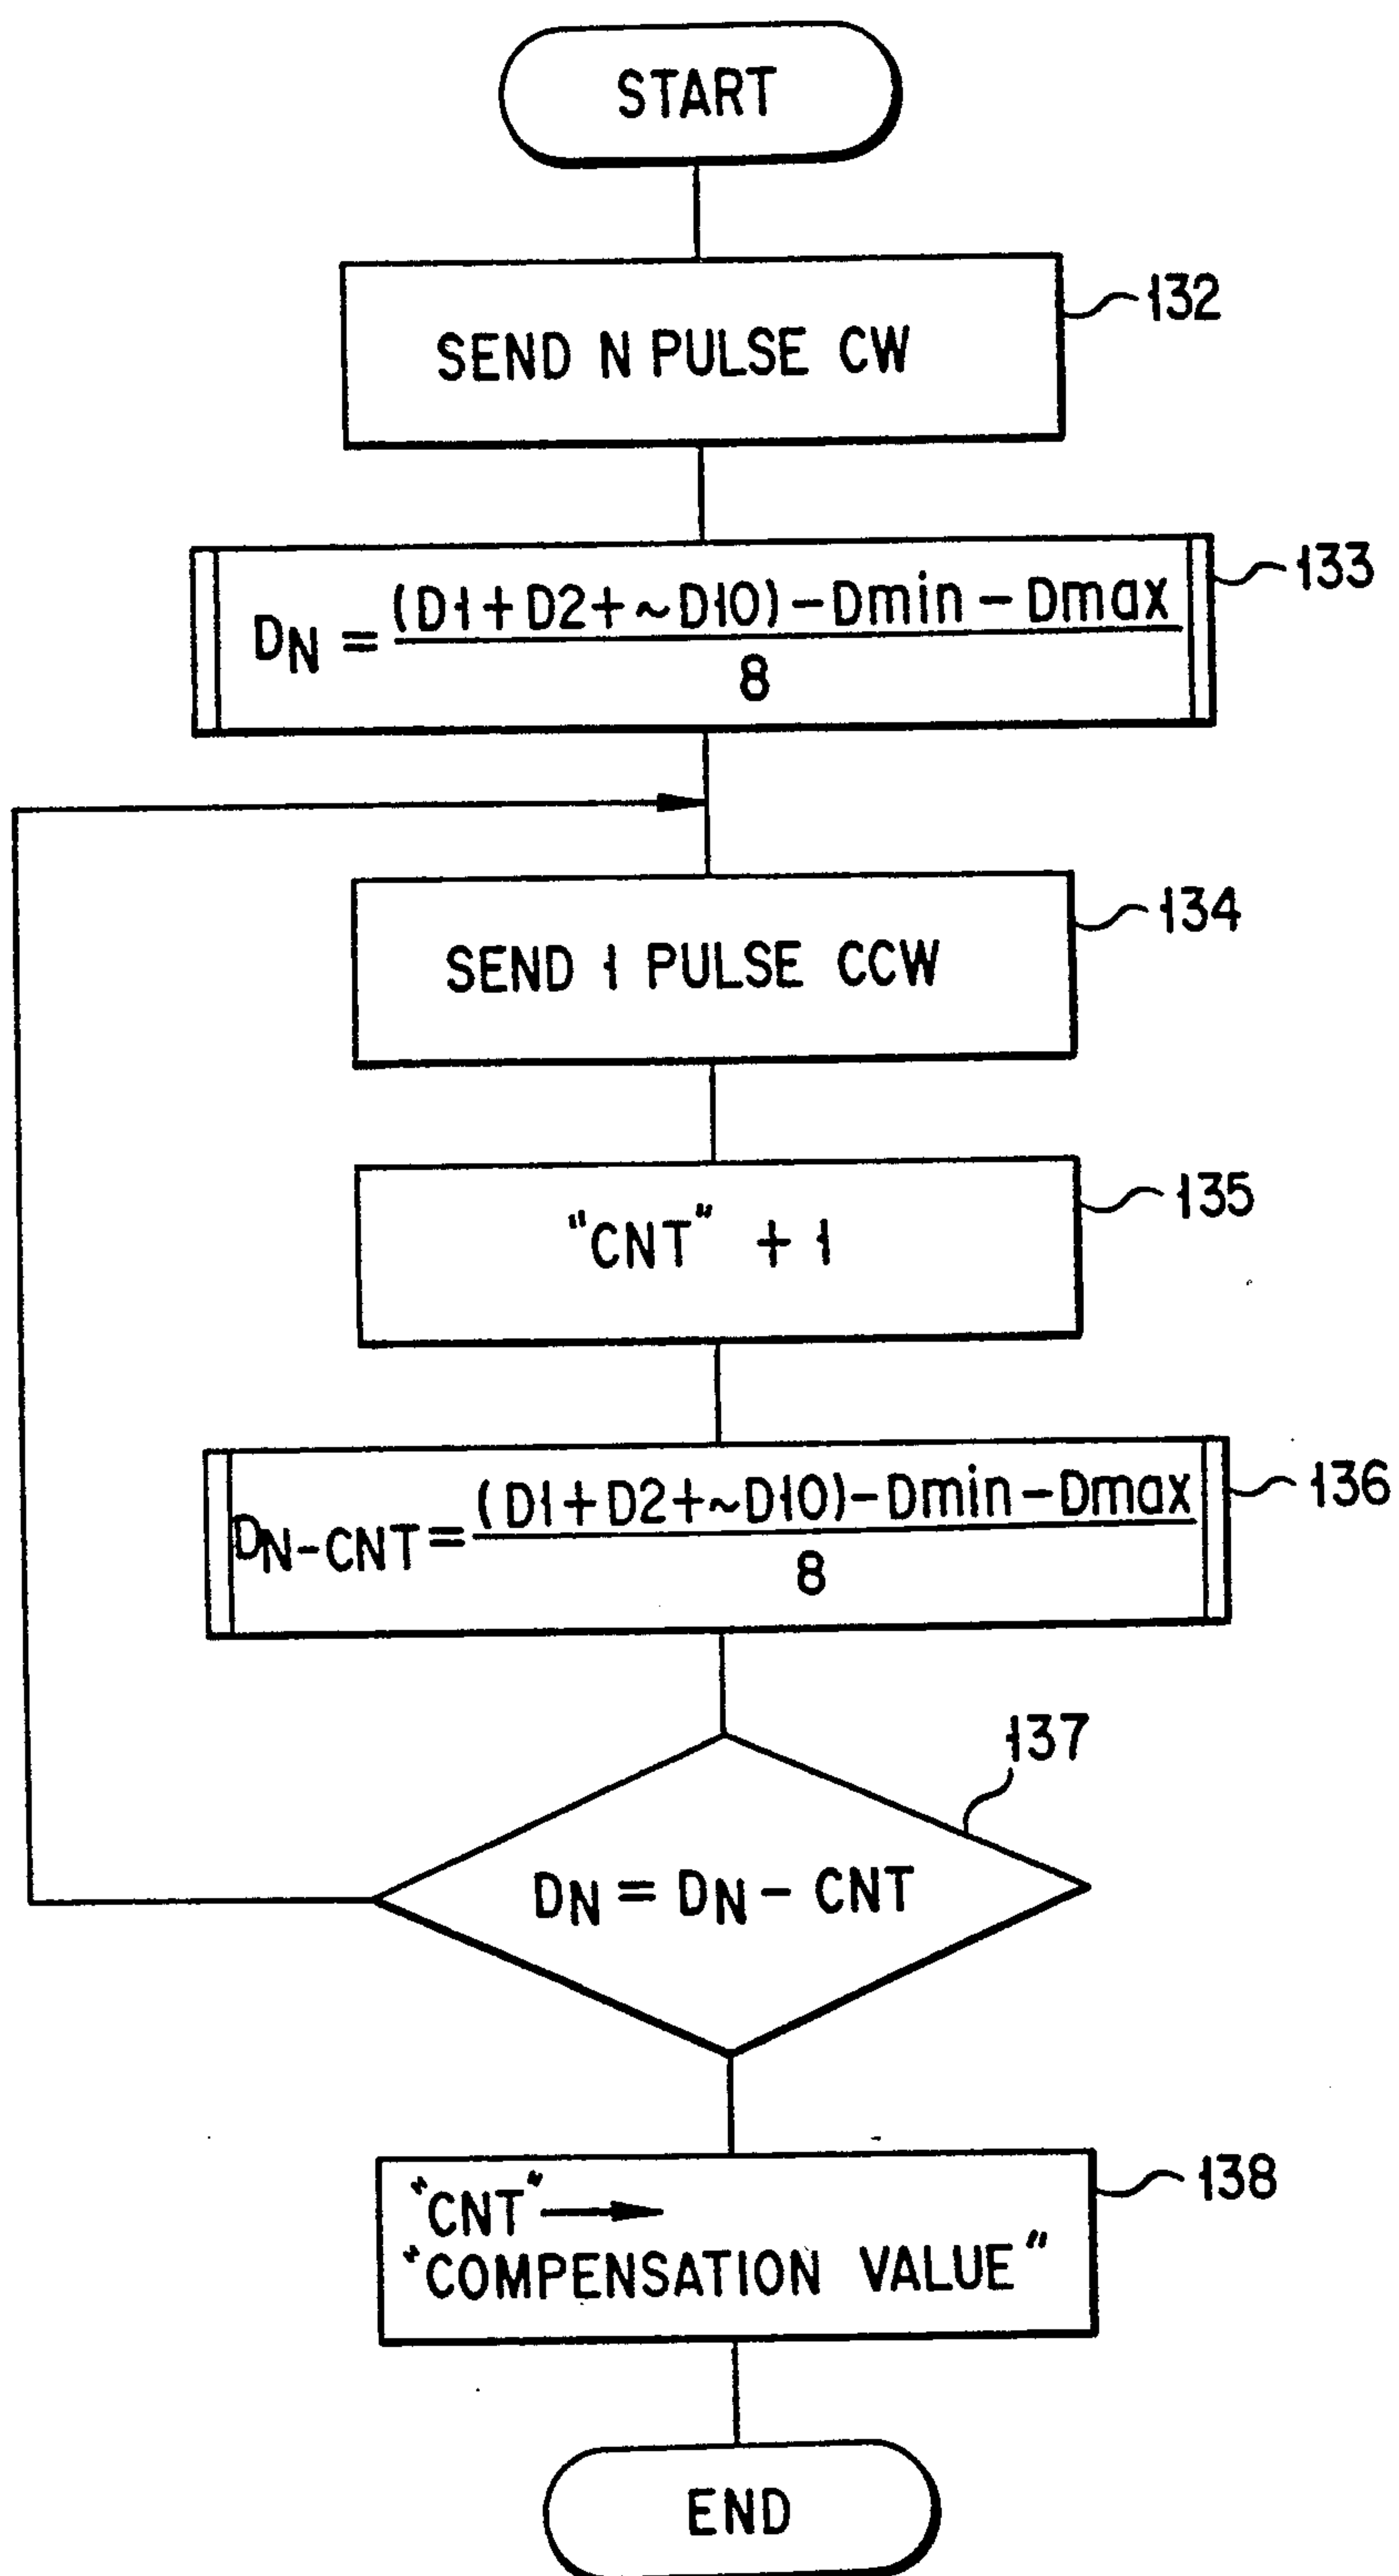 START
SEND N PULSE CW
132
DN = (D1+D2+~D10)-Dmin-Dmax
8
133
SEND 1 PULSE CCW
134
"CNT" + 1
135
DN-CNT = (D1+D2+~D10)-Dmin-Dmax
8
136
137
DN = DN - CNT
"CNT" →
"COMPENSATION VALUE"
138
END